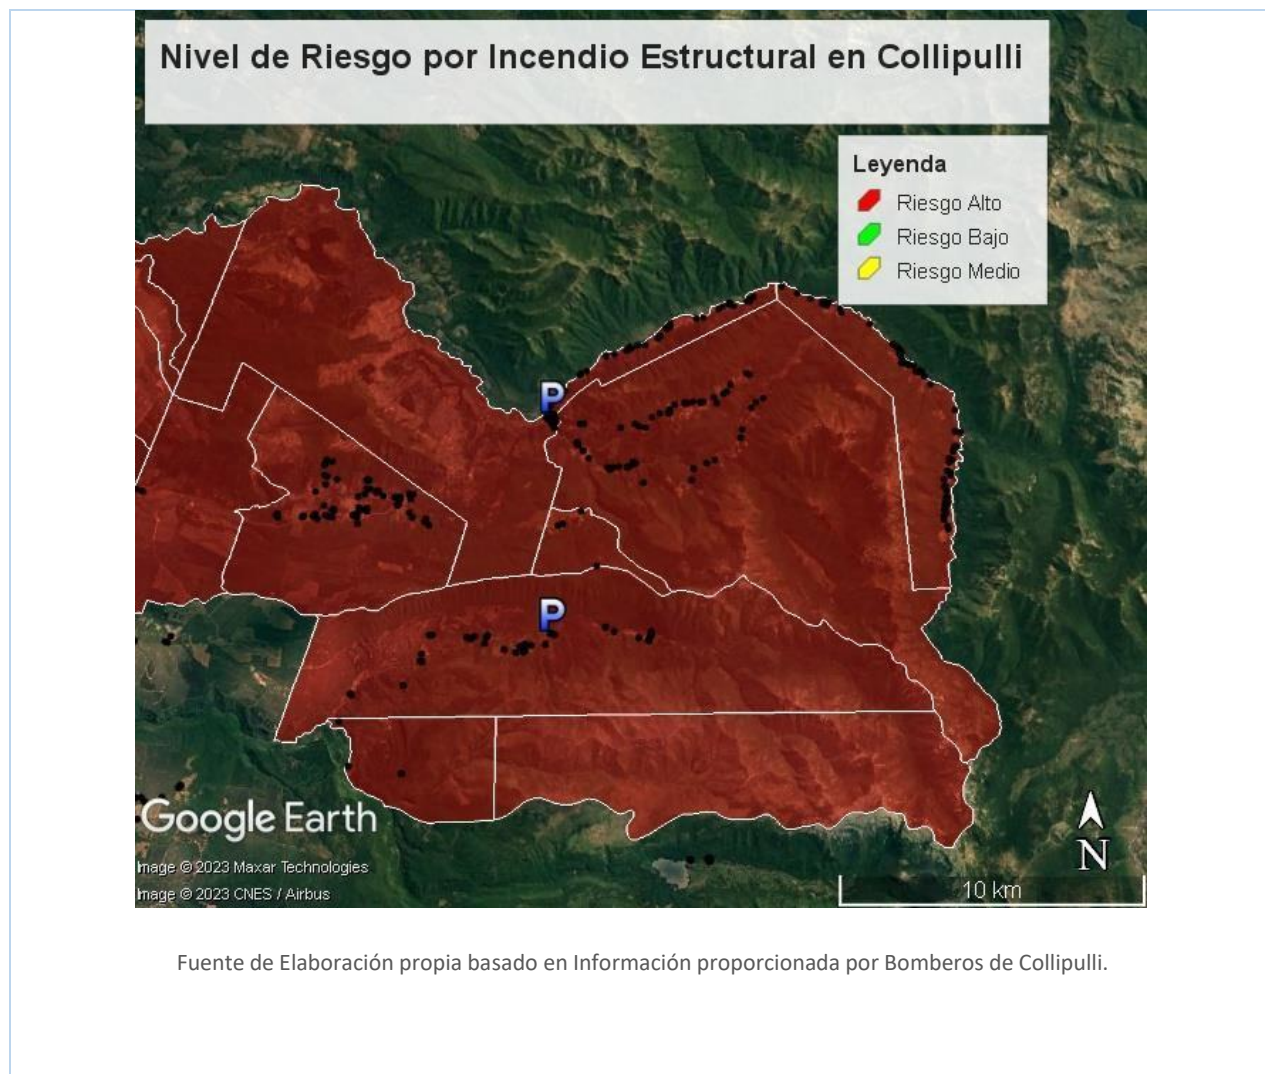 Nivel de Riesgo por Incendio Estructural en Collipulli
Leyenda
Riesgo Alto
Riesgo Bajo
Riesgo Medio
P
P
Google Earth
Image © 2023 Maxar Technologies
Image © 2023 CNES / Airbus
N
10 km
Fuente de Elaboración propia basado en Información proporcionada por Bomberos de Collipulli.